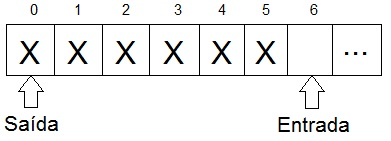 0 1 2 3 4 5 6
X X X X X X ...
Saída Entrada